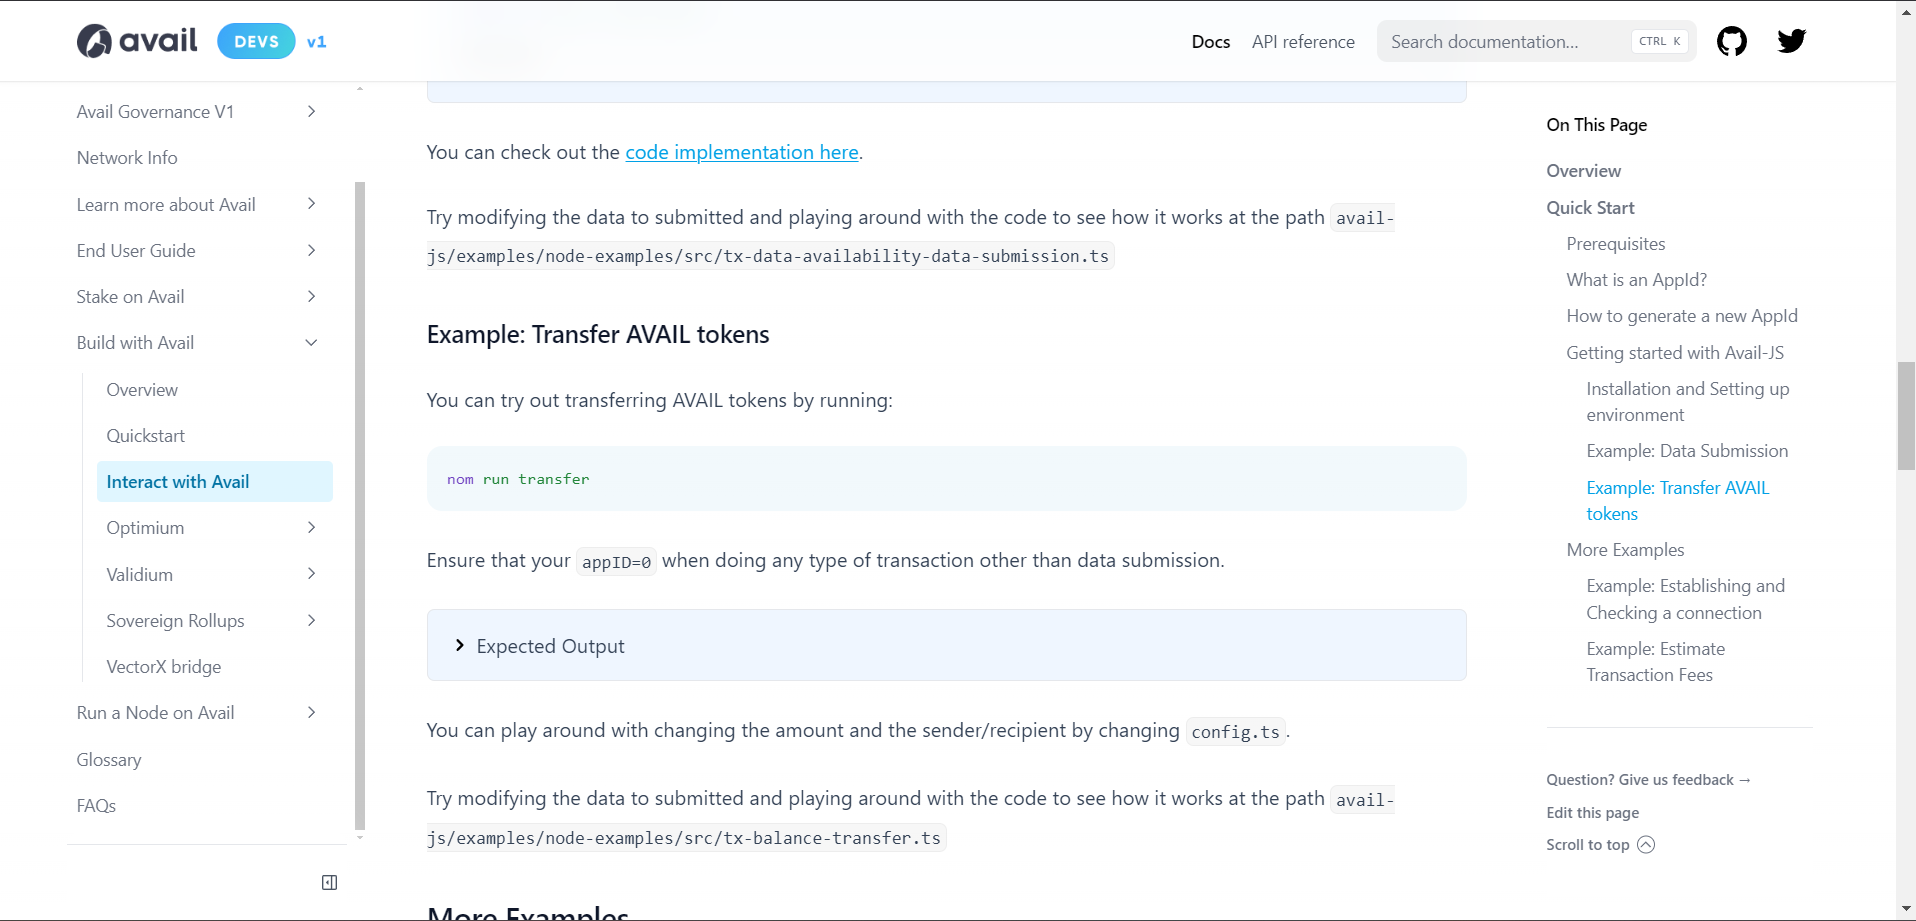 avail DEVS v1
Docs API reference Search documentation... CTRL K
Avail Governance V1
Network Info
Learn more about Avail
End User Guide
Stake on Avail
Build with Avail
Overview
Quickstart
Interact with Avail
Optimium
Validium
Sovereign Rollups
VectorX bridge
Run a Node on Avail
Glossary
FAQs
You can check out the code implementation here.
Try modifying the data to submitted and playing around with the code to see how it works at the path avail-
js/examples/node-examples/src/tx-data-availability-data-submission.ts
Example: Transfer AVAIL tokens
You can try out transferring AVAIL tokens by running:
nom run transfer
Ensure that your appID=0 when doing any type of transaction other than data submission.
Expected Output
You can play around with changing the amount and the sender/recipient by changing config.ts.
Try modifying the data to submitted and playing around with the code to see how it works at the path avail-
js/examples/node-examples/src/tx-balance-transfer.ts
More Examples
On This Page
Overview
Quick Start
Prerequisites
What is an AppId?
How to generate a new AppId
Getting started with Avail-JS
Installation and Setting up
environment
Example: Data Submission
Example: Transfer AVAIL
tokens
More Examples
Example: Establishing and
Checking a connection
Example: Estimate
Transaction Fees
Question? Give us feedback →
Edit this page
Scroll to top